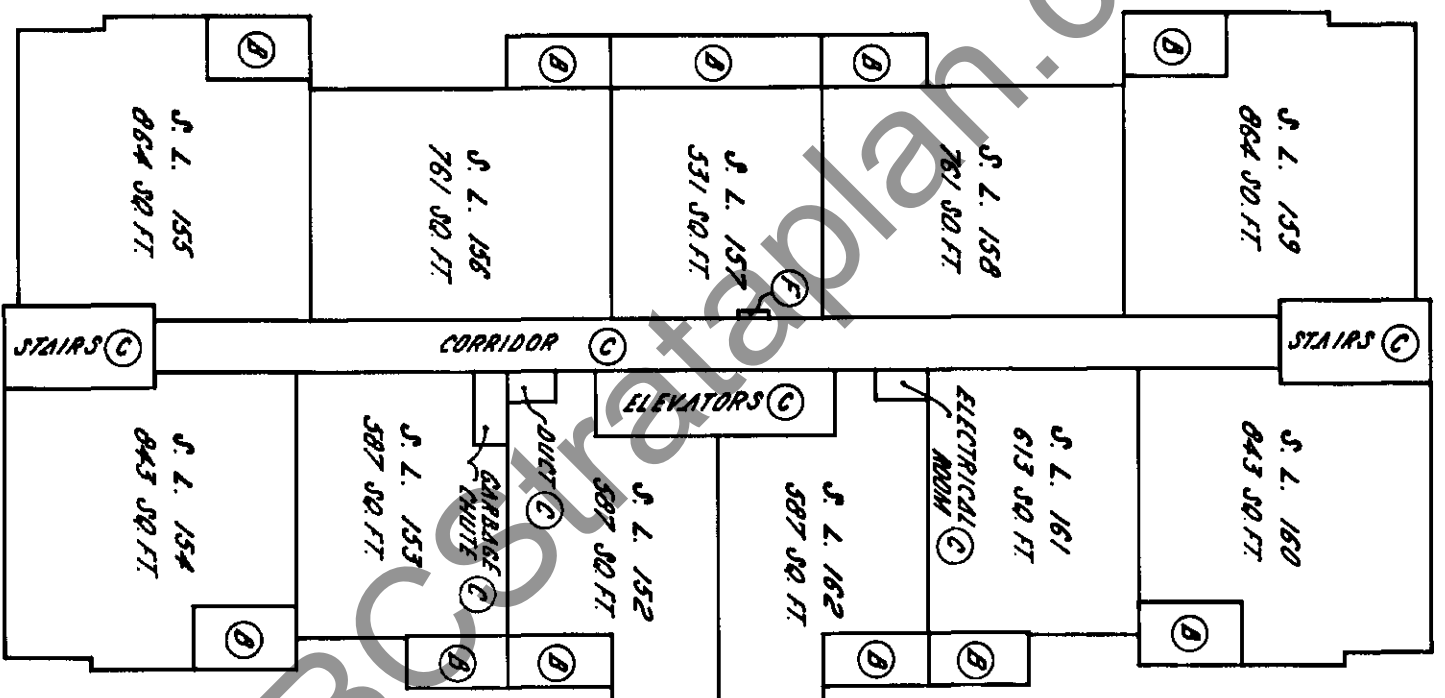 B
B
B
B
B
S. L. 155
864 SQ. FT.
S. L. 156
761 SQ. FT.
S. L. 157
531 SQ. FT.
S. L. 158
761 SQ. FT.
S. L. 159
864 SQ. FT.
F
STAIRS C
CORRIDOR C
STAIRS C
ELEVATORS C
DUCT C
GARBAGE
CHUTE C
ELECTRICAL
ROOM C
S. L. 154
843 SQ. FT.
S. L. 153
587 SQ. FT.
S. L. 152
587 SQ. FT.
S. L. 162
587 SQ. FT.
S. L. 161
613 SQ. FT.
S. L. 160
843 SQ. FT.
B
B
B
B
B
B
BCStrataplan.c